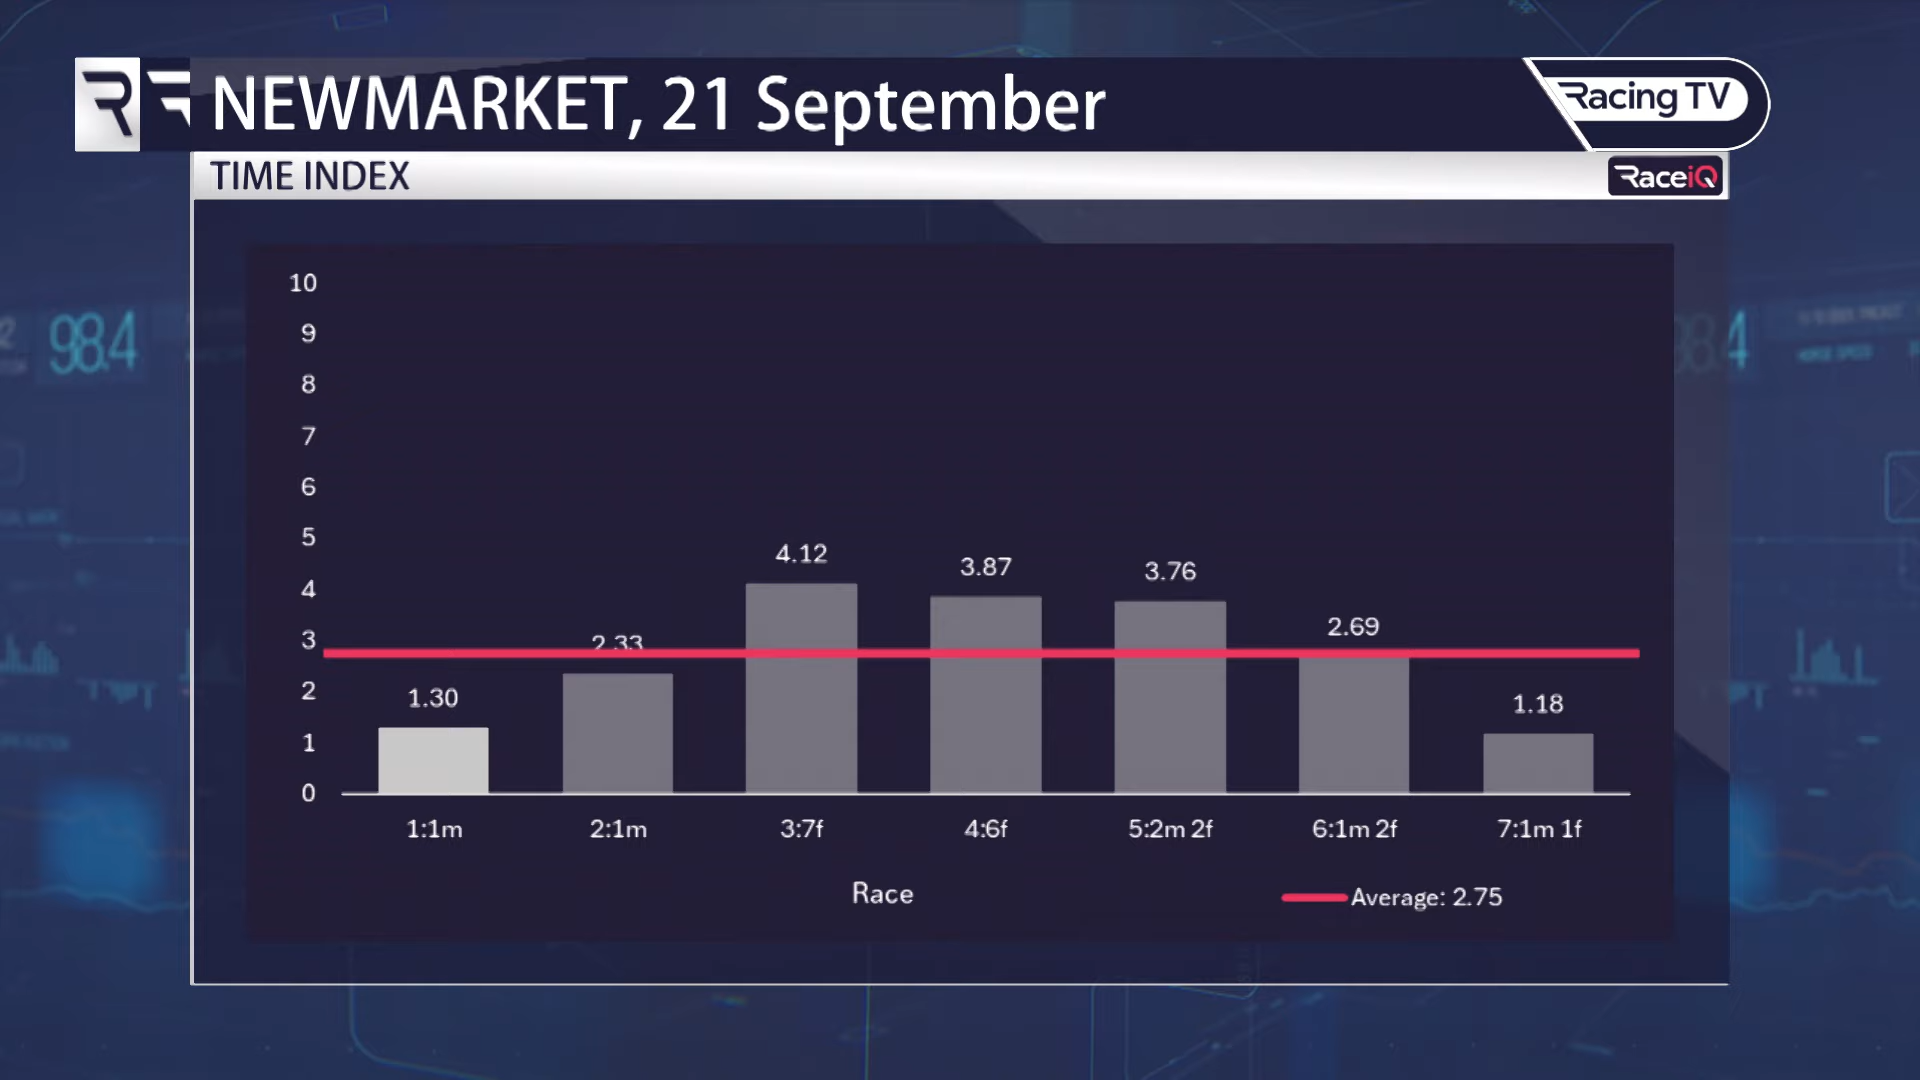 NEWMARKET, 21 September
Racing TV
TIME INDEX
RaceiQ
10
9
8
7
6
5
4
3
2
1
0
1.30
2.33
4.12
3.87
3.76
2.69
1.18
1:1m
2:1m
3:7f
4:6f
5:2m 2f
6:1m 2f
7:1m 1f
Race
Average: 2.75
98.4